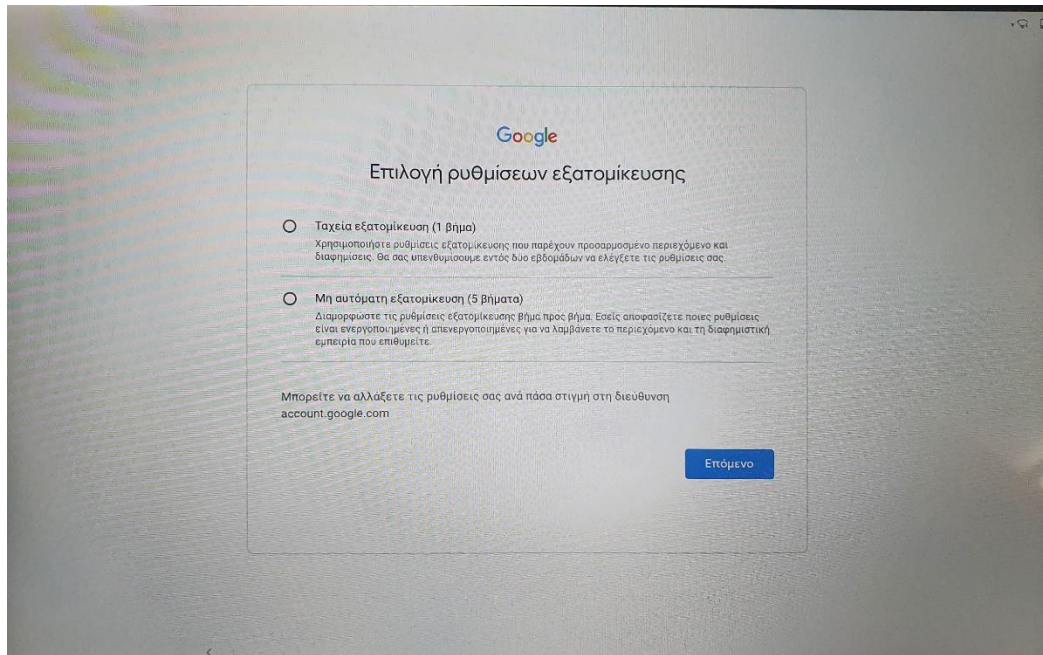 Google
Επιλογή ρυθμίσεων εξατομίκευσης
Ταχεία εξατομίκευση (1 βήμα)
Χρησιμοποιήστε ρυθμίσεις εξατομίκευσης που παρέχουν προσαρμοσμένο περιεχόμενο και
διαφημίσεις. Θα σας υπενθυμίσουμε εντός δύο εβδομάδων να ελέγξετε τις ρυθμίσεις σας.
Μη αυτόματη εξατομίκευση (5 βήματα)
Διαμορφώστε τις ρυθμίσεις εξατομίκευσης βήμα προς βήμα. Εσείς αποφασίζετε ποιες ρυθμίσεις
είναι ενεργοποιημένες ή απενεργοποιημένες για να λαμβάνετε το περιεχόμενο και τη διαφημιστική
εμπειρία που επιθυμείτε.
Μπορείτε να αλλάξετε τις ρυθμίσεις σας ανά πάσα στιγμή στη διεύθυνση
account.google.com
Επόμενο